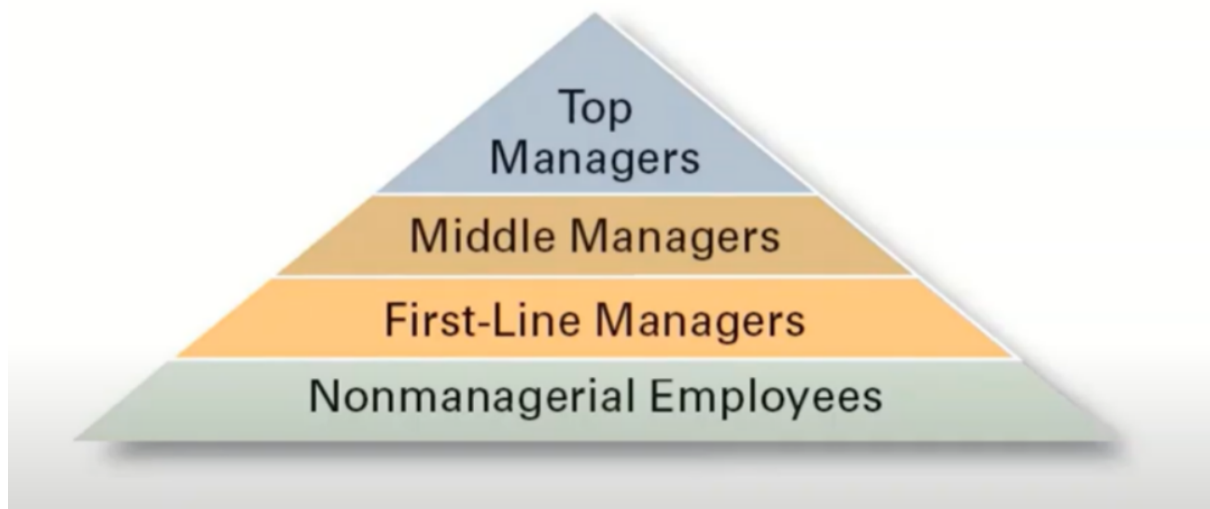 Top
Managers
Middle Managers
First-Line Managers
Nonmanagerial Employees